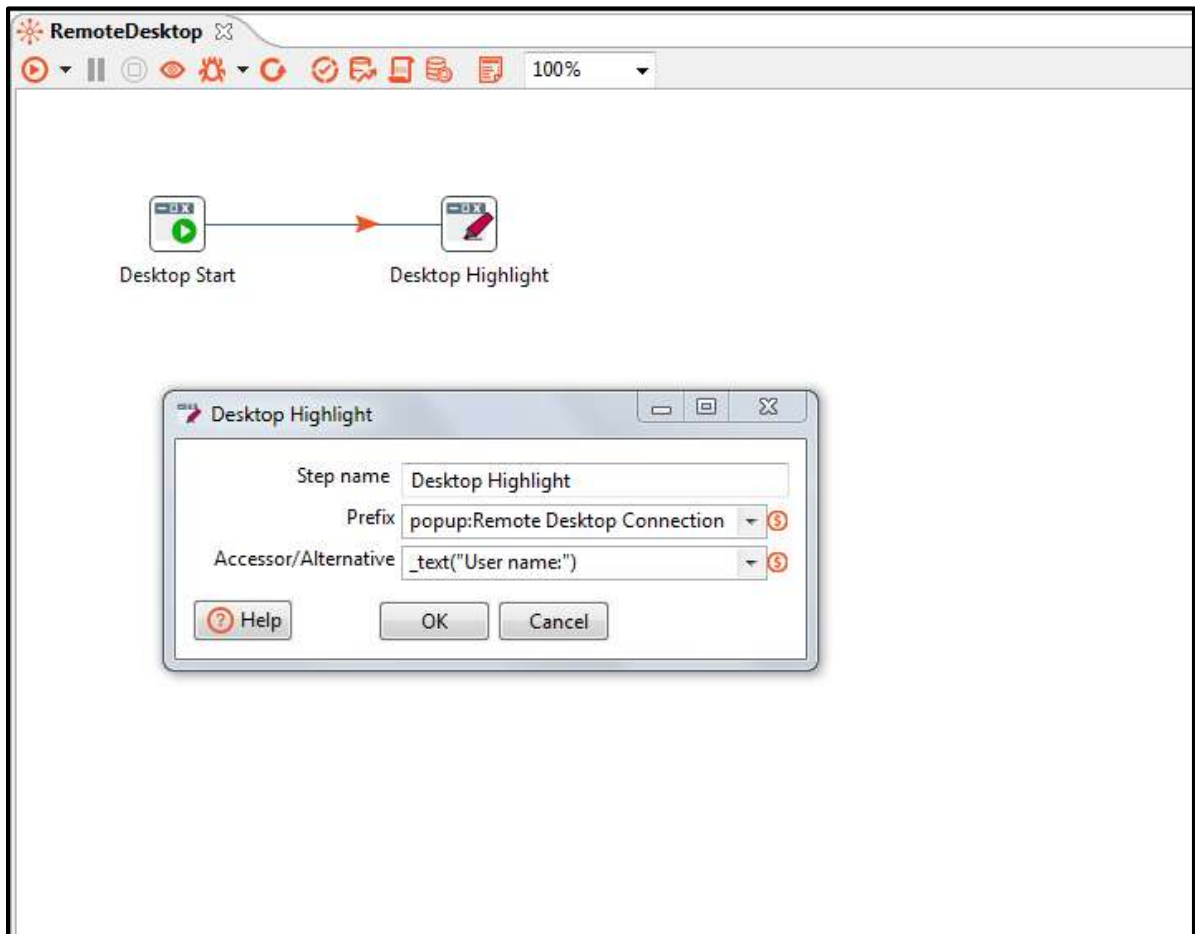 RemoteDesktop
100%
Desktop Start
Desktop Highlight
Desktop Highlight
Step name Desktop Highlight
Prefix popup:Remote Desktop Connection
Accessor/Alternative _text("User name:")
Help OK Cancel